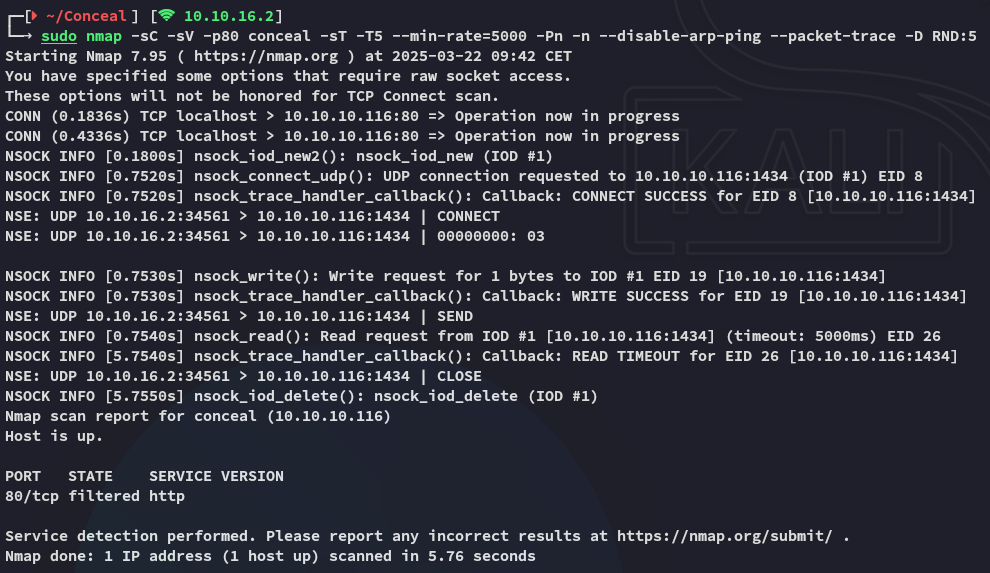 ┌─[ ~/Conceal ] [ 10.10.16.2]
└─→ sudo nmap -sC -sV -p80 conceal -sT -T5 --min-rate=5000 -Pn -n --disable-arp-ping --packet-trace -D RND:5
Starting Nmap 7.95 ( https://nmap.org ) at 2025-03-22 09:42 CET
You have specified some options that require raw socket access.
These options will not be honored for TCP Connect scan.
CONN (0.1836s) TCP localhost > 10.10.10.116:80 => Operation now in progress
CONN (0.4336s) TCP localhost > 10.10.10.116:80 => Operation now in progress
NSOCK INFO [0.1800s] nsock_iod_new2(): nsock_iod_new (IOD #1)
NSOCK INFO [0.7520s] nsock_connect_udp(): UDP connection requested to 10.10.10.116:1434 (IOD #1) EID 8
NSOCK INFO [0.7520s] nsock_trace_handler_callback(): Callback: CONNECT SUCCESS for EID 8 [10.10.10.116:1434]
NSE: UDP 10.10.16.2:34561 > 10.10.10.116:1434 | CONNECT
NSE: UDP 10.10.16.2:34561 > 10.10.10.116:1434 | 00000000: 03
NSOCK INFO [0.7530s] nsock_write(): Write request for 1 bytes to IOD #1 EID 19 [10.10.10.116:1434]
NSOCK INFO [0.7530s] nsock_trace_handler_callback(): Callback: WRITE SUCCESS for EID 19 [10.10.10.116:1434]
NSE: UDP 10.10.16.2:34561 > 10.10.10.116:1434 | SEND
NSOCK INFO [0.7540s] nsock_read(): Read request from IOD #1 [10.10.10.116:1434] (timeout: 5000ms) EID 26
NSOCK INFO [5.7540s] nsock_trace_handler_callback(): Callback: READ TIMEOUT for EID 26 [10.10.10.116:1434]
NSE: UDP 10.10.16.2:34561 > 10.10.10.116:1434 | CLOSE
NSOCK INFO [5.7550s] nsock_iod_delete(): nsock_iod_delete (IOD #1)
Nmap scan report for conceal (10.10.10.116)
Host is up.
PORT   STATE    SERVICE VERSION
80/tcp filtered http
Service detection performed. Please report any incorrect results at https://nmap.org/submit/ .
Nmap done: 1 IP address (1 host up) scanned in 5.76 seconds
KALI